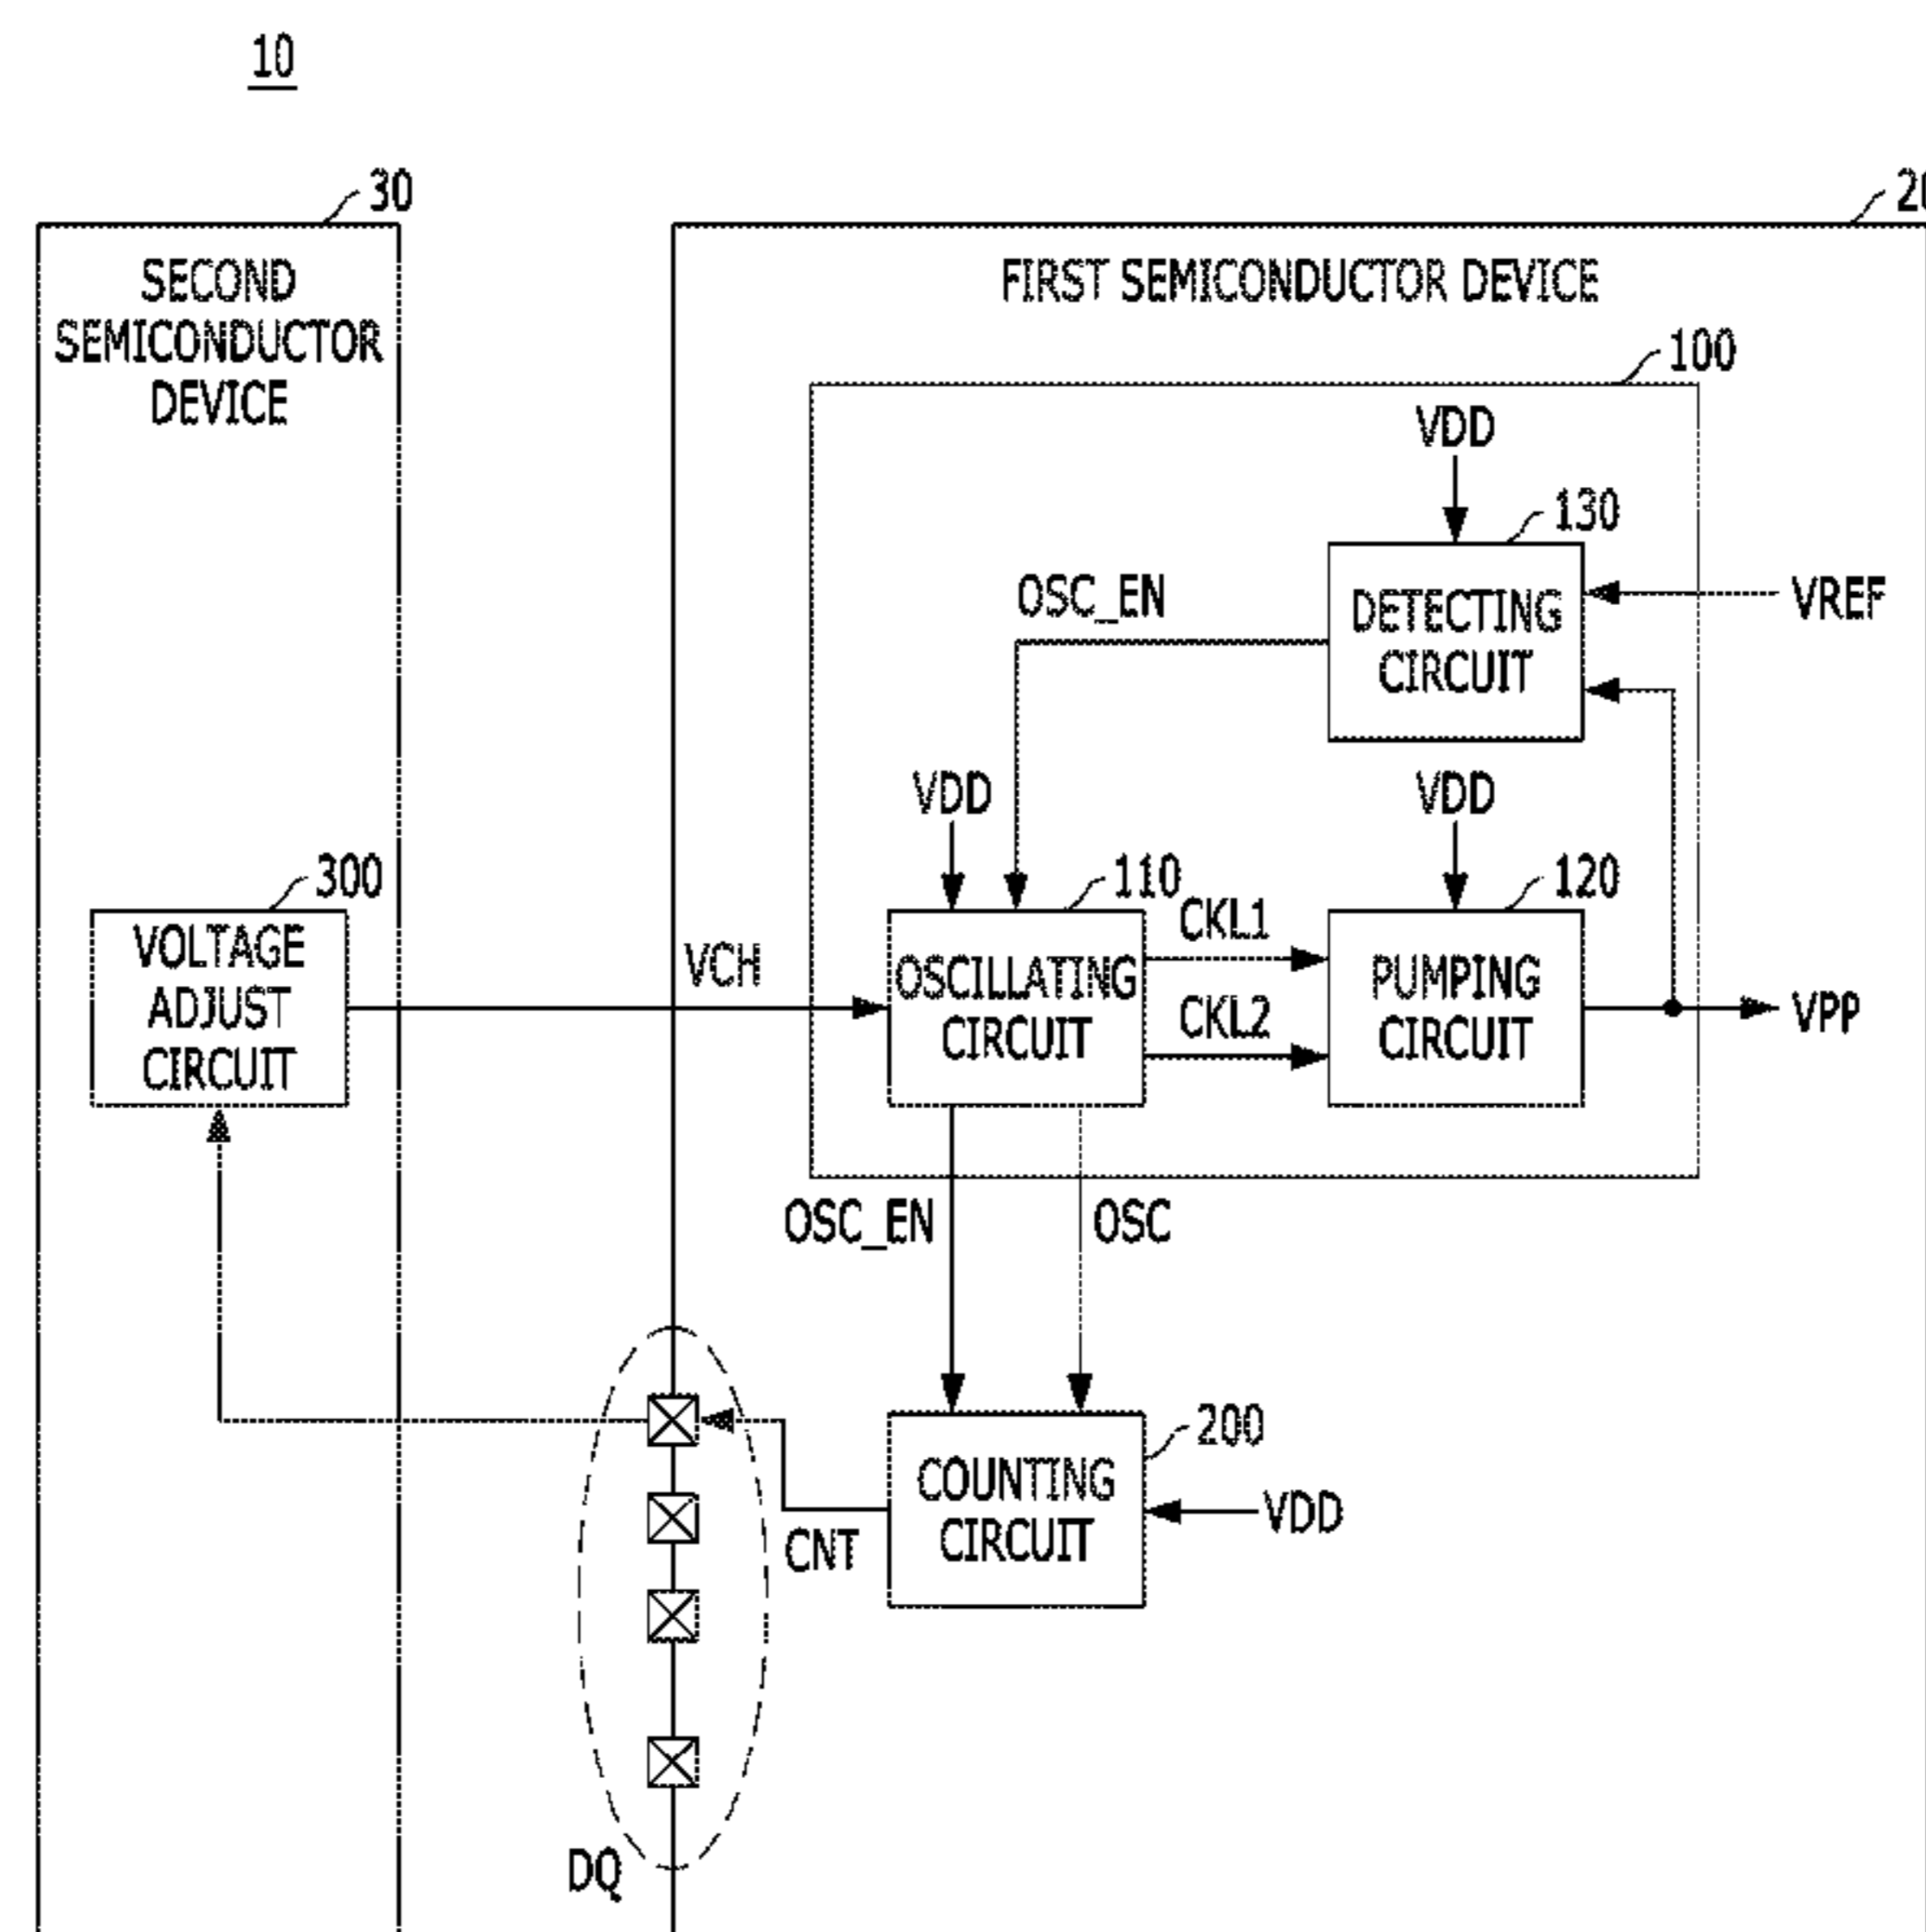 10
30
20
SECOND
SEMICONDUCTOR
DEVICE
FIRST SEMICONDUCTOR DEVICE
100
VDD
130
OSC_EN
DETECTING
CIRCUIT
VREF
VDD
VDD
300
110
120
VOLTAGE
ADJUST
CIRCUIT
VCH
OSCILLATING
CIRCUIT
CKL1
CKL2
PUMPING
CIRCUIT
VPP
OSC_EN
OSC
200
COUNTING
CIRCUIT
VDD
CNT
DQ